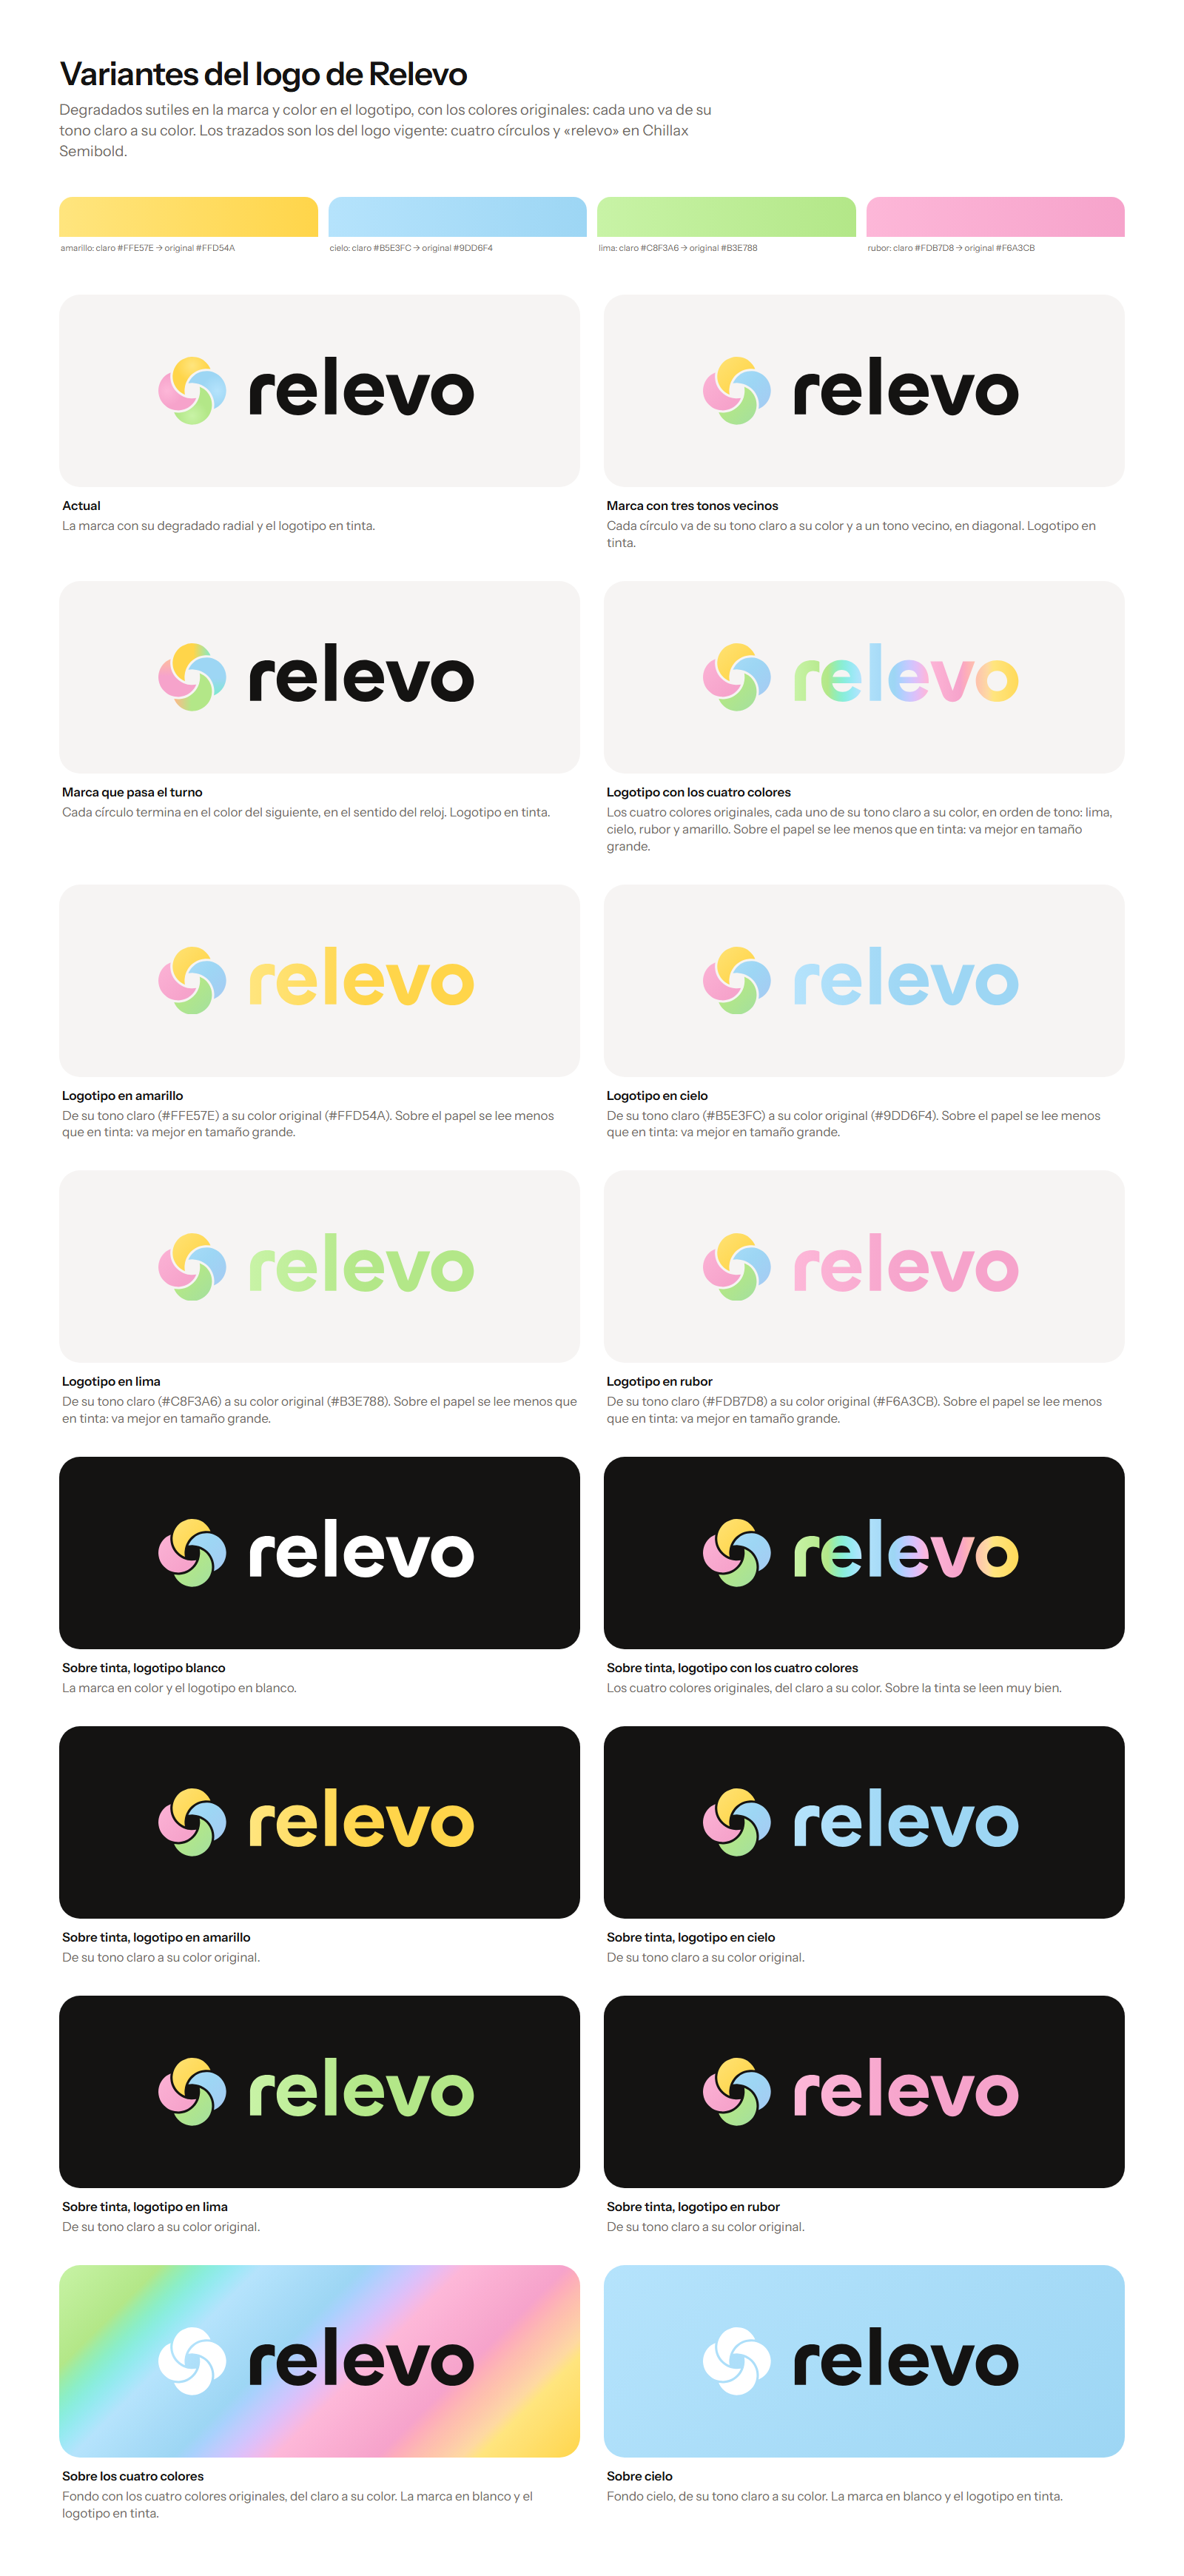 Variantes del logo de Relevo
Degradados sutiles en la marca y color en el logotipo, con los colores originales: cada uno va de su
tono claro a su color. Los trazados son los del logo vigente: cuatro círculos y «relevo» en Chillax
Semibold.
amarillo: claro #FFE57E → original #FFD54A
cielo: claro #B5E3FC → original #9DD6F4
lima: claro #C8F3A6 → original #B3E788
rubor: claro #FDB7D8 → original #F6A3CB
relevo
Actual
La marca con su degradado radial y el logotipo en tinta.
relevo
Marca con tres tonos vecinos
Cada círculo va de su tono claro a su color y a un tono vecino, en diagonal. Logotipo en
tinta.
relevo
Marca que pasa el turno
Cada círculo termina en el color del siguiente, en el sentido del reloj. Logotipo en tinta.
relevo
Logotipo con los cuatro colores
Los cuatro colores originales, cada uno de su tono claro a su color, en orden de tono: lima,
cielo, rubor y amarillo. Sobre el papel se lee menos que en tinta: va mejor en tamaño
grande.
relevo
Logotipo en amarillo
De su tono claro (#FFE57E) a su color original (#FFD54A). Sobre el papel se lee menos
que en tinta: va mejor en tamaño grande.
relevo
Logotipo en cielo
De su tono claro (#B5E3FC) a su color original (#9DD6F4). Sobre el papel se lee menos
que en tinta: va mejor en tamaño grande.
relevo
Logotipo en lima
De su tono claro (#C8F3A6) a su color original (#B3E788). Sobre el papel se lee menos que
en tinta: va mejor en tamaño grande.
relevo
Logotipo en rubor
De su tono claro (#FDB7D8) a su color original (#F6A3CB). Sobre el papel se lee menos
que en tinta: va mejor en tamaño grande.
relevo
Sobre tinta, logotipo blanco
La marca en color y el logotipo en blanco.
relevo
Sobre tinta, logotipo con los cuatro colores
Los cuatro colores originales, del claro a su color. Sobre la tinta se leen muy bien.
relevo
Sobre tinta, logotipo en amarillo
De su tono claro a su color original.
relevo
Sobre tinta, logotipo en cielo
De su tono claro a su color original.
relevo
Sobre tinta, logotipo en lima
De su tono claro a su color original.
relevo
Sobre tinta, logotipo en rubor
De su tono claro a su color original.
relevo
Sobre los cuatro colores
Fondo con los cuatro colores originales, del claro a su color. La marca en blanco y el
logotipo en tinta.
relevo
Sobre cielo
Fondo cielo, de su tono claro a su color. La marca en blanco y el logotipo en tinta.